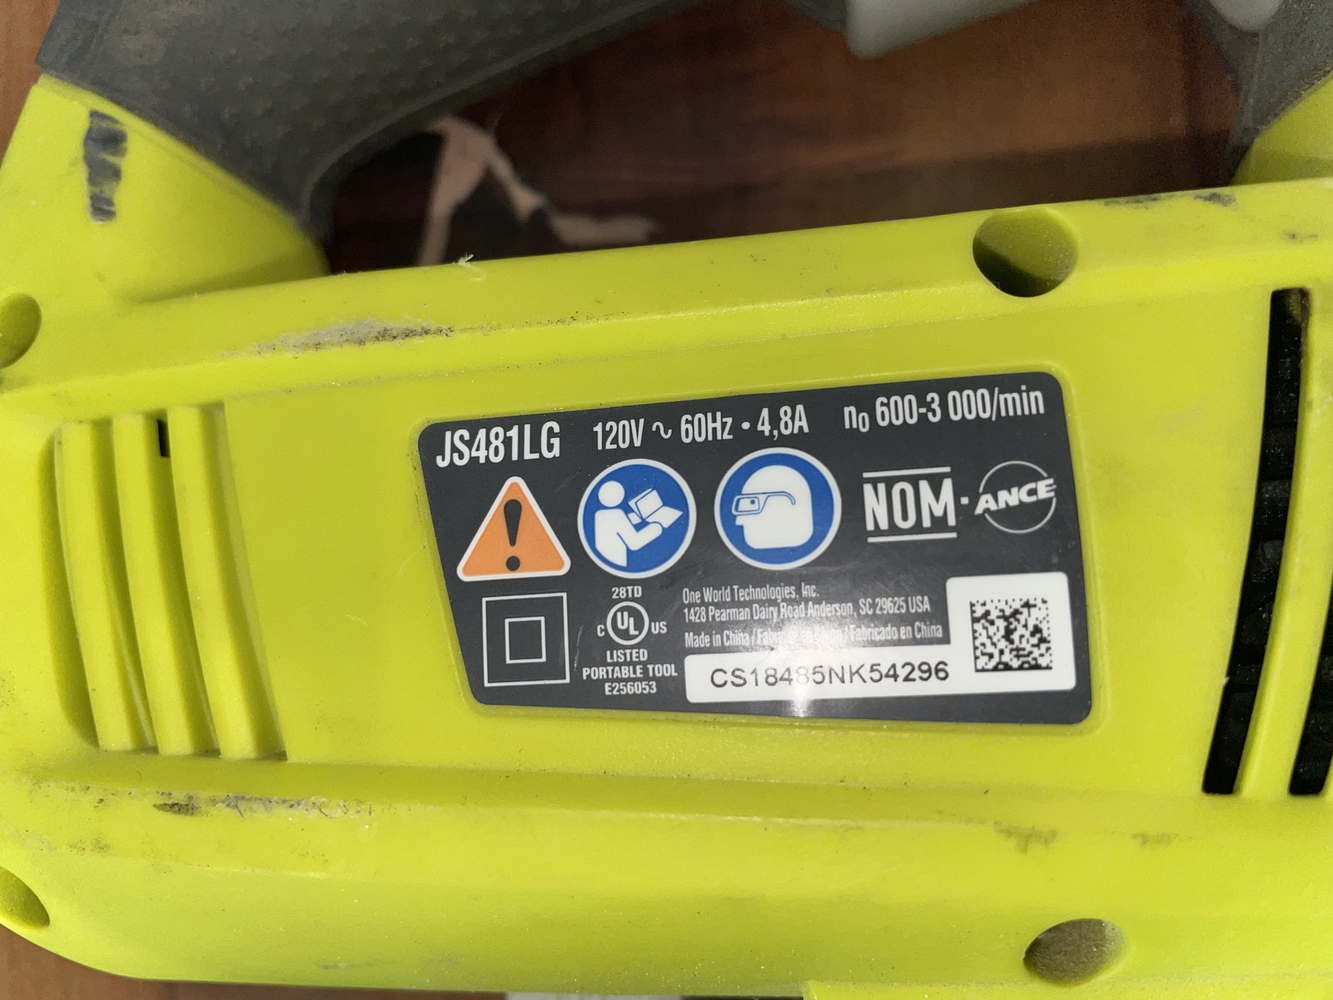 JS481LG 120V ~ 60Hz • 4,8A n₀ 600-3 000/min
NOM - ANCE
28TD
C UL US
LISTED
PORTABLE TOOL
E256053
One World Technologies, Inc.
1428 Pearman Dairy Road Anderson, SC 29625 USA
Made in China / en / Fabricado en China
CS18485NK54296